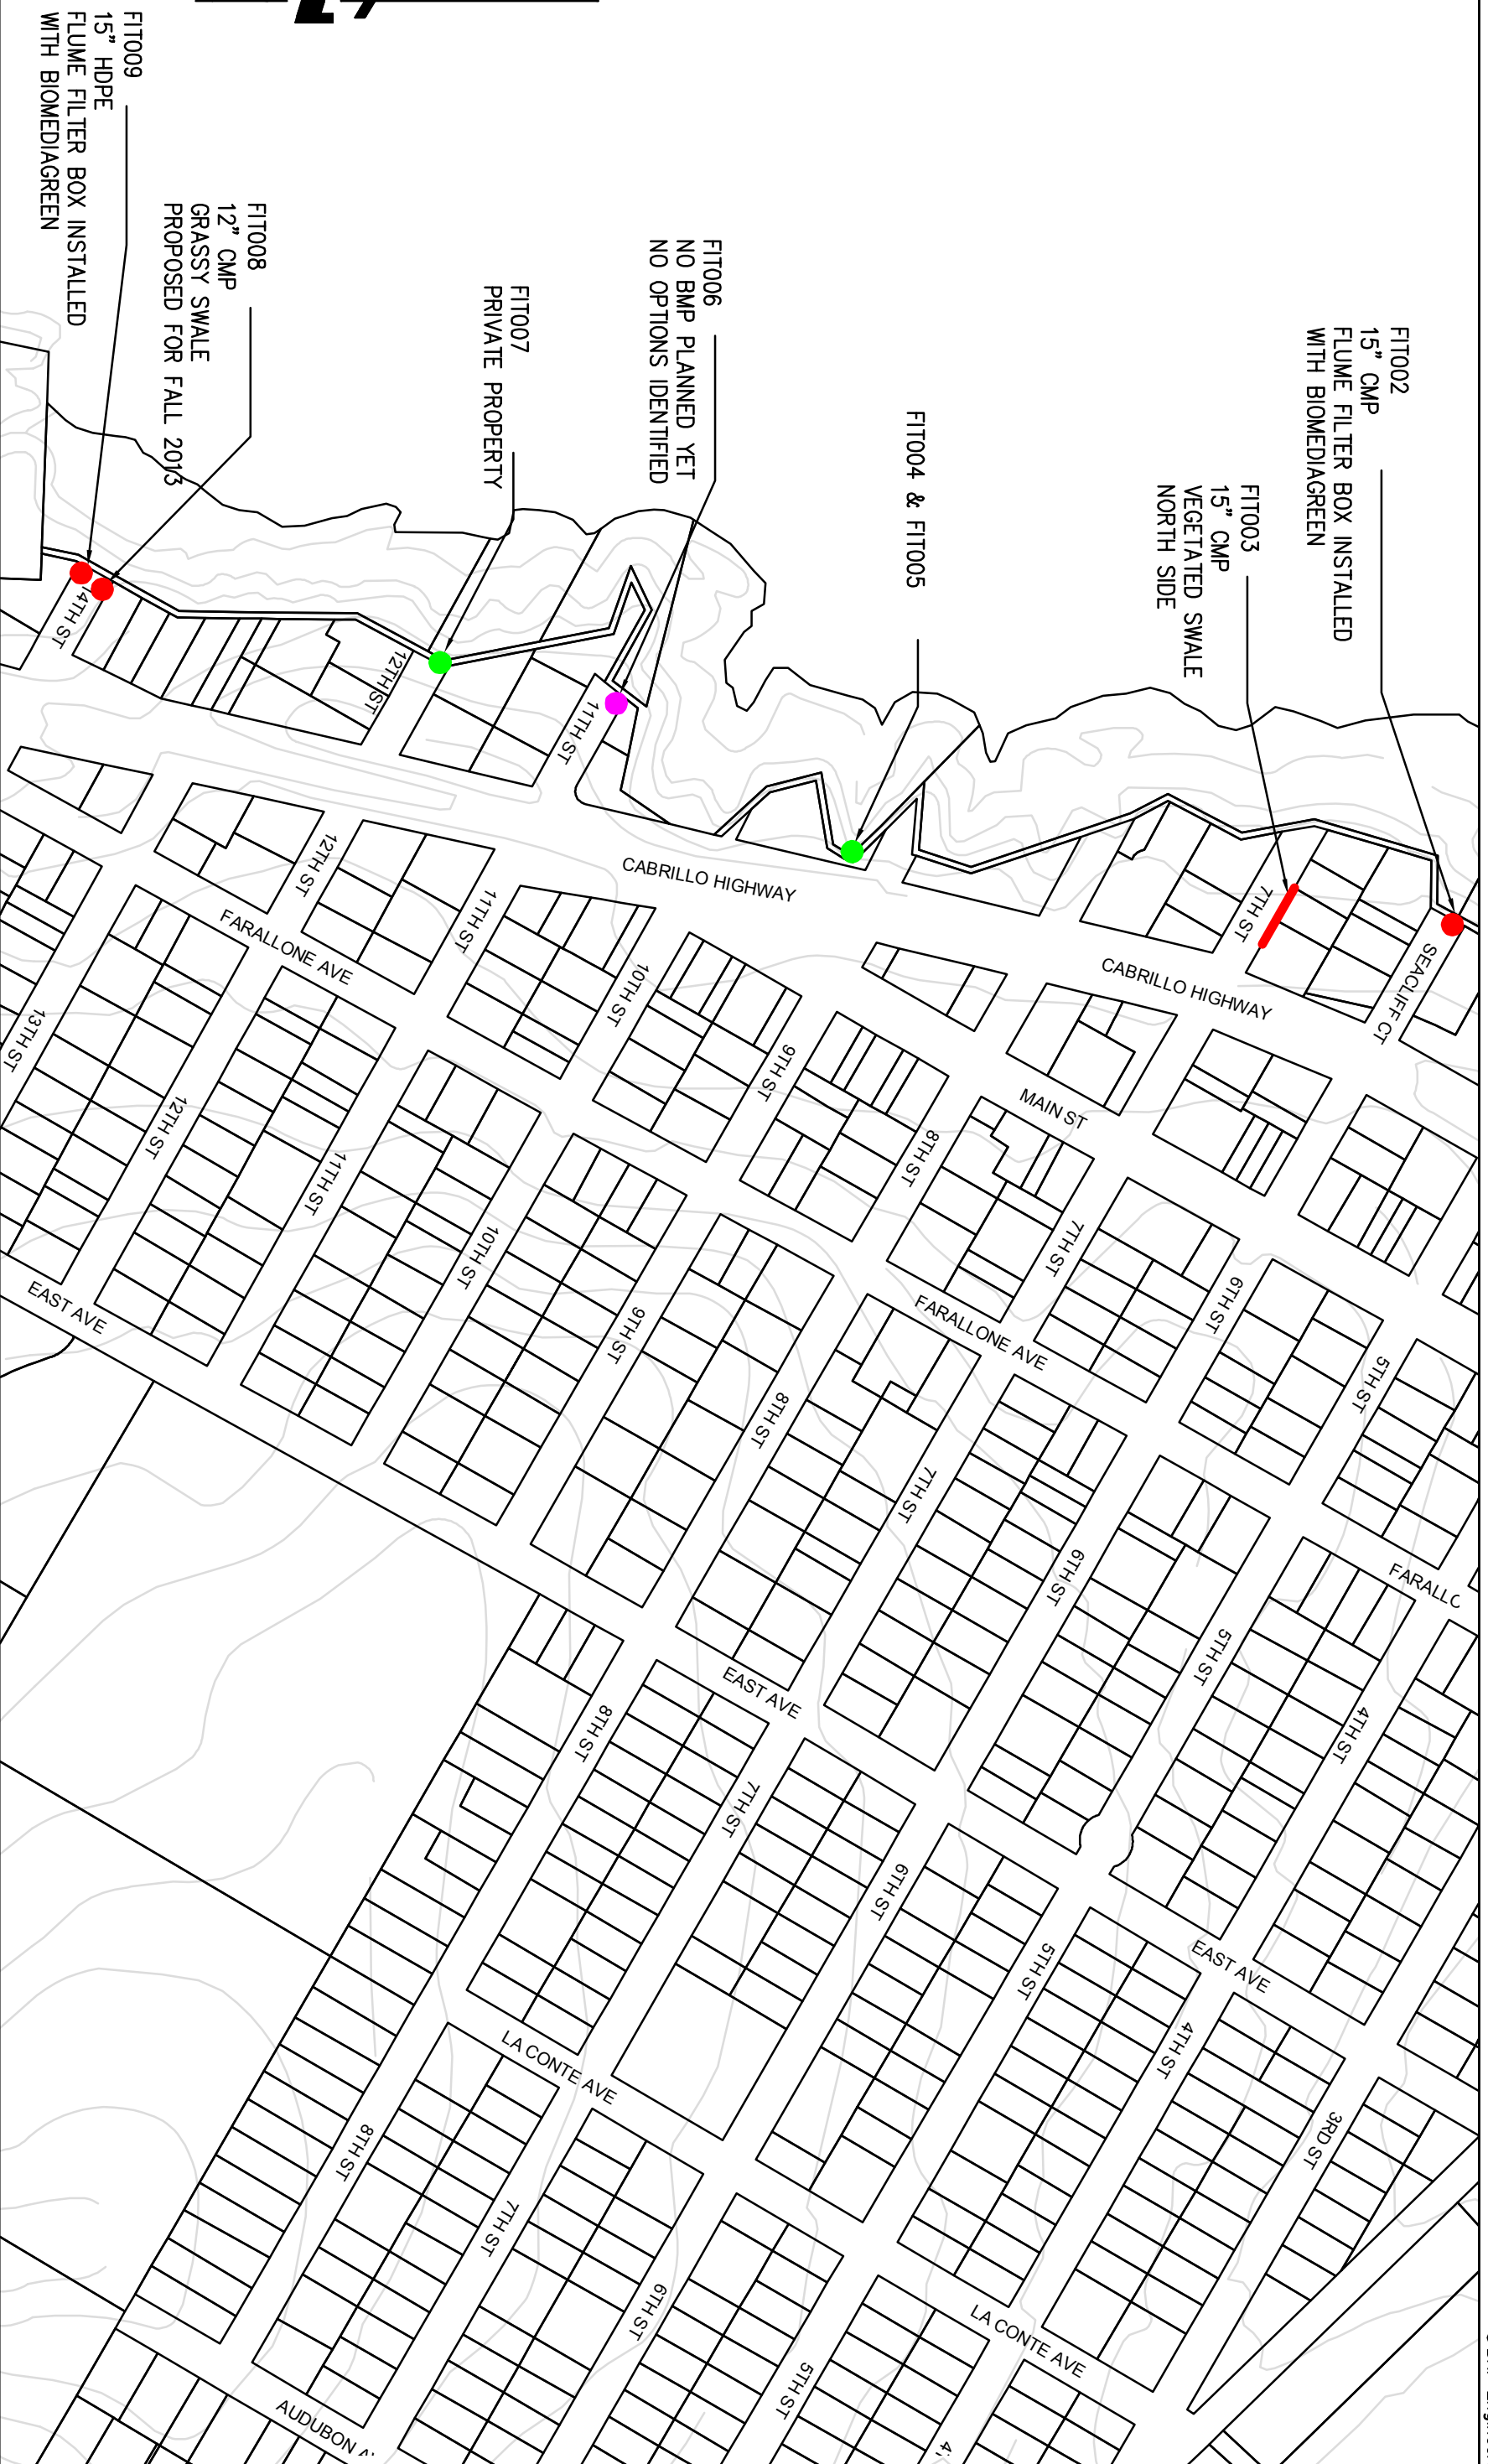 FIT002
15" CMP
FLUME FILTER BOX INSTALLED
WITH BIOMEDIAGREEN
FIT003
15" CMP
VEGETATED SWALE
NORTH SIDE
FIT004 & FIT005
FIT006
NO BMP PLANNED YET
NO OPTIONS IDENTIFIED
FIT007
PRIVATE PROPERTY
FIT008
12" CMP
GRASSY SWALE
PROPOSED FOR FALL 2013
FIT009
15" HDPE
FLUME FILTER BOX INSTALLED
WITH BIOMEDIAGREEN
14TH ST
12TH ST
11TH ST
7TH ST
SEACLIFF CT
CABRILLO HIGHWAY
CABRILLO HIGHWAY
12TH ST
11TH ST
10TH ST
9TH ST
8TH ST
7TH ST
6TH ST
5TH ST
MAIN ST
FARALLONE AVE
FARALLONE AVE
FARALLO
13TH ST
12TH ST
11TH ST
10TH ST
9TH ST
8TH ST
7TH ST
6TH ST
5TH ST
4TH ST
EAST AVE
EAST AVE
EAST AVE
8TH ST
7TH ST
6TH ST
5TH ST
4TH ST
3RD ST
LA CONTE AVE
LA CONTE AVE
8TH ST
7TH ST
6TH ST
5TH ST
AUDUBON A